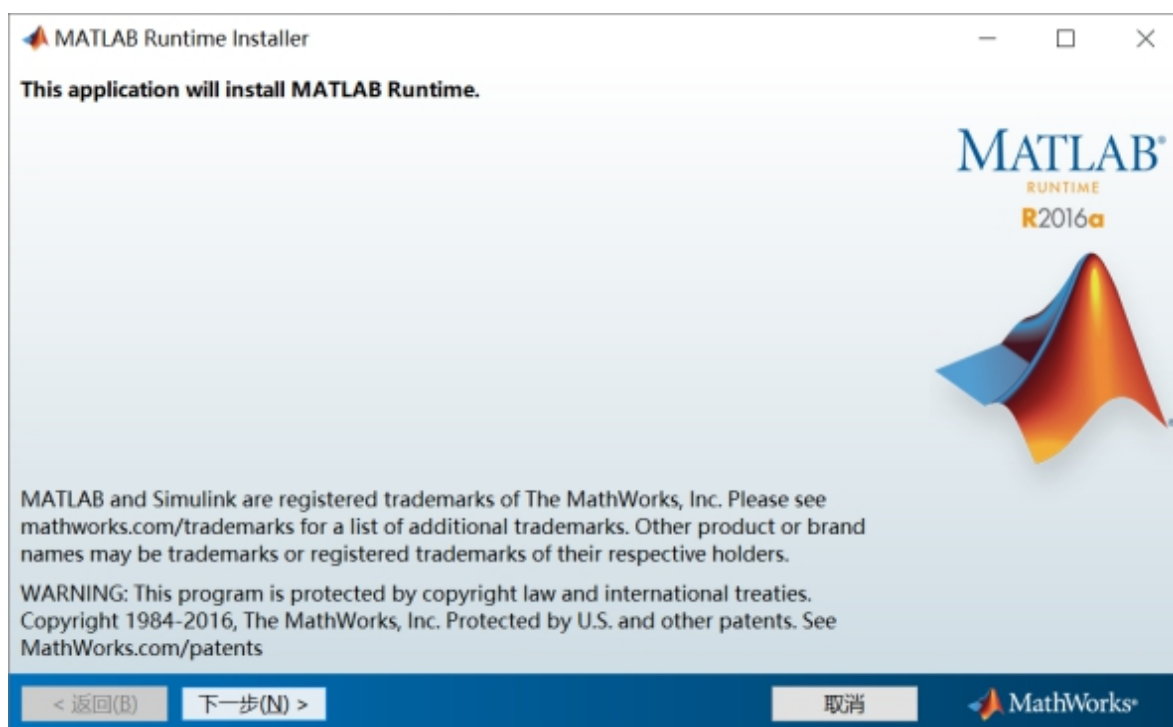 MATLAB Runtime Installer
This application will install MATLAB Runtime.
MATLAB®
RUNTIME
R2016a
MATLAB and Simulink are registered trademarks of The MathWorks, Inc. Please see
mathworks.com/trademarks for a list of additional trademarks. Other product or brand
names may be trademarks or registered trademarks of their respective holders.
WARNING: This program is protected by copyright law and international treaties.
Copyright 1984-2016, The MathWorks, Inc. Protected by U.S. and other patents. See
MathWorks.com/patents
< 返回(B) 下一步(N) > 取消 MathWorks®